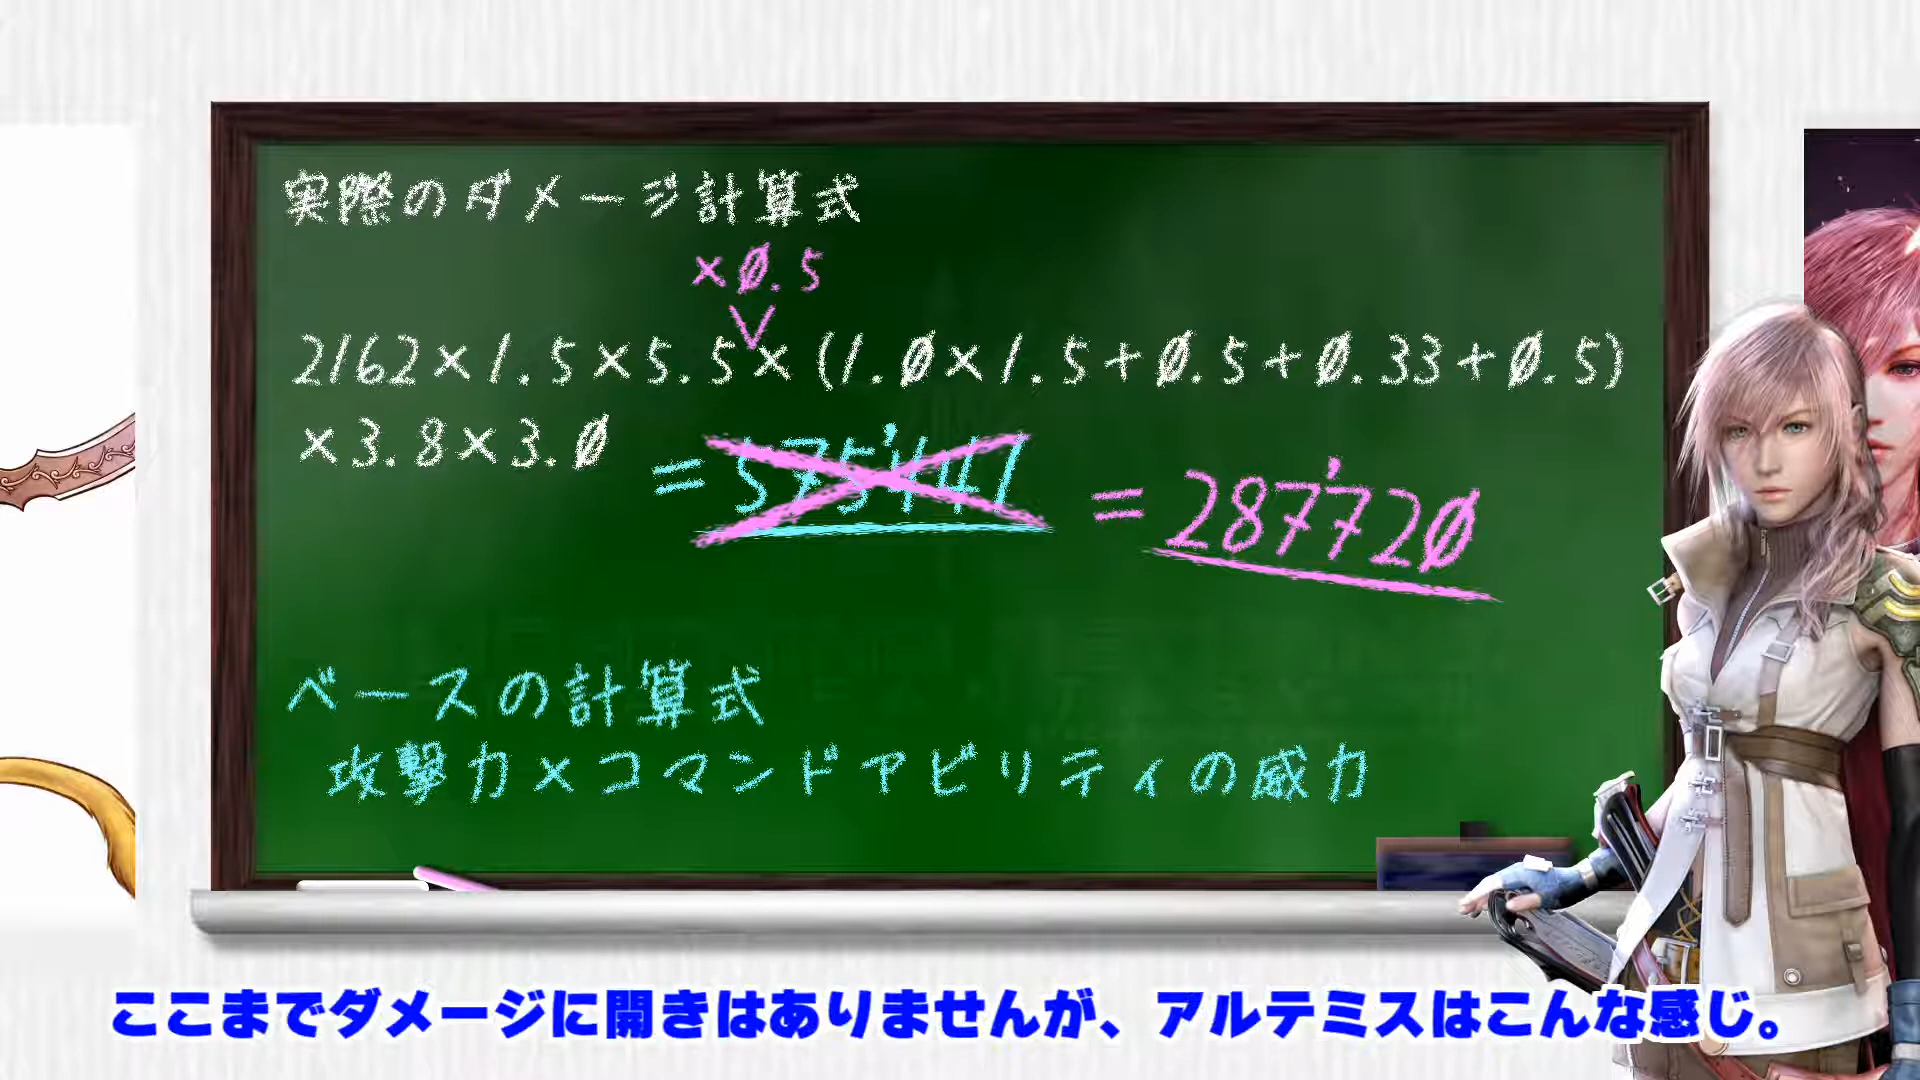 実際のダメージ計算式
×0.5
2162×1.5×5.5×(1.0×1.5+0.5+0.33+0.5)
×3.8×3.0
=575'441
=287'720
ベースの計算式
攻撃力×コマンドアビリティの威力
ここまでダメージに開きはありませんが、アルテミスはこんな感じ。